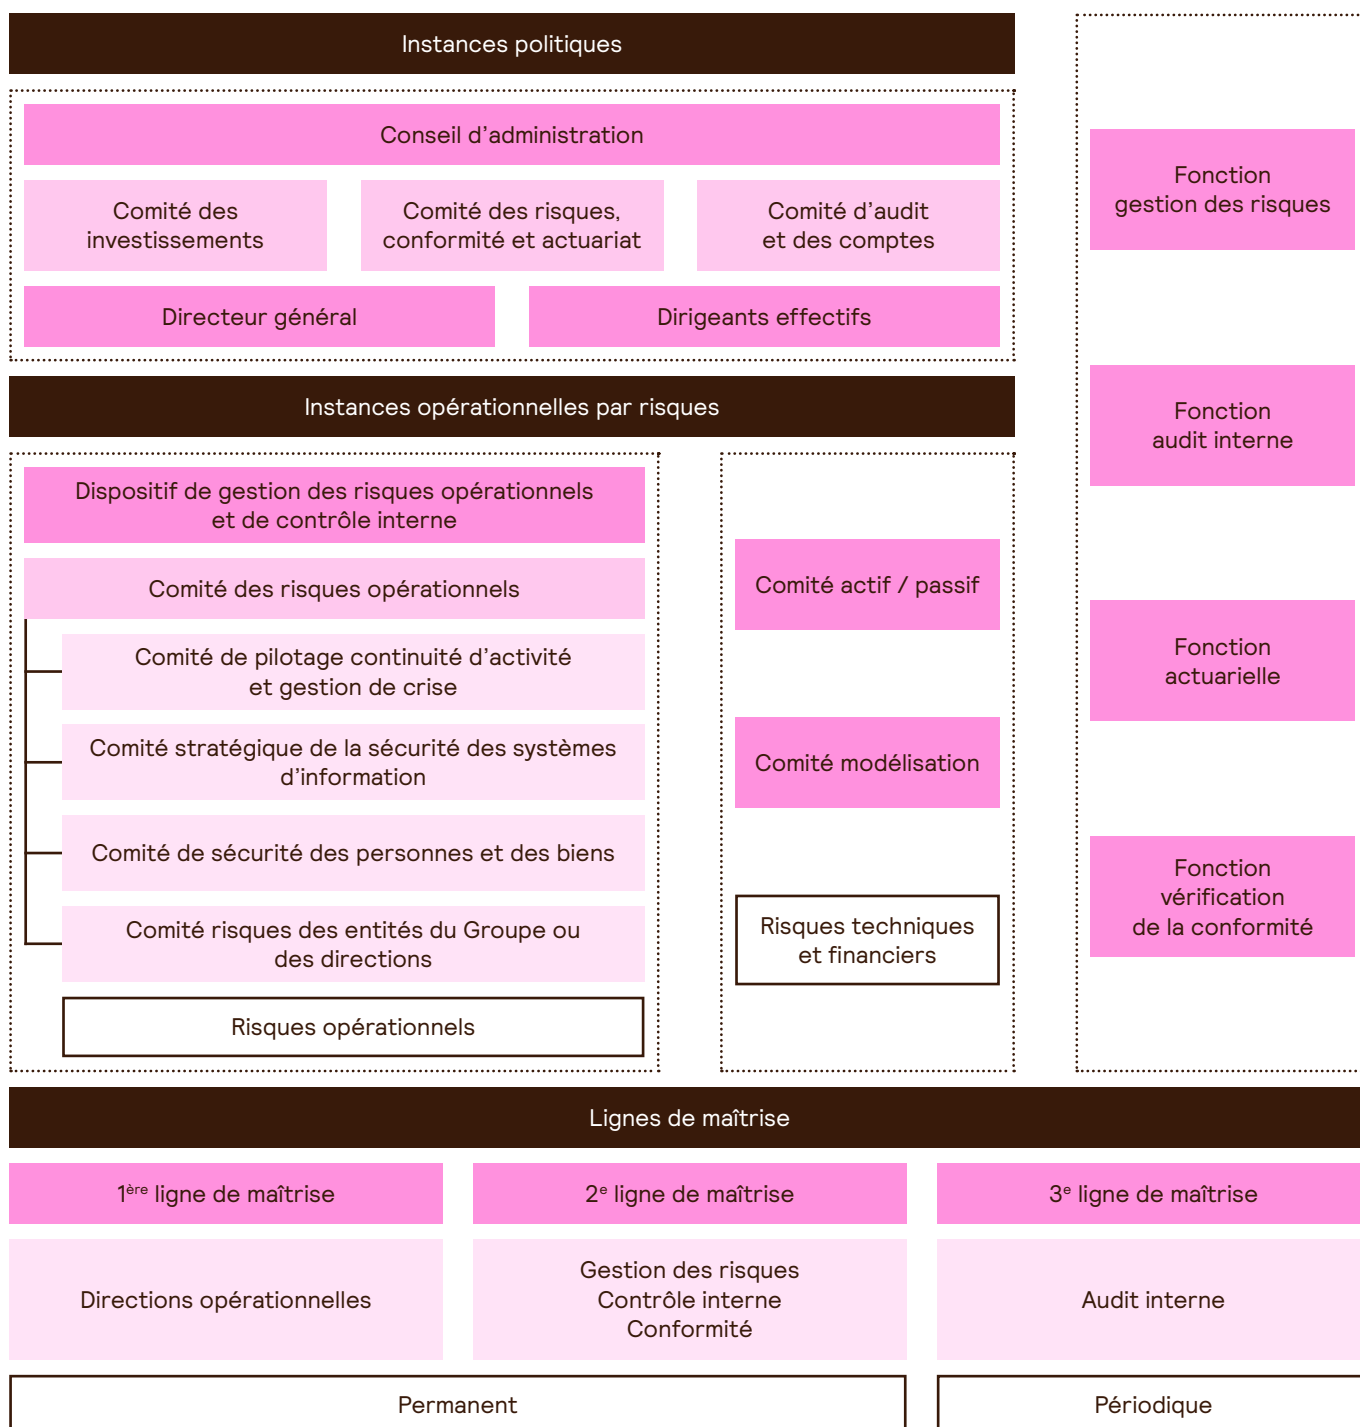 Instances politiques
Conseil d’administration
Comité des
investissements
Comité des risques,
conformité et actuariat
Comité d’audit
et des comptes
Directeur général
Dirigeants effectifs
Instances opérationnelles par risques
Dispositif de gestion des risques opérationnels
et de contrôle interne
Comité des risques opérationnels
Comité de pilotage continuité d’activité
et gestion de crise
Comité stratégique de la sécurité des systèmes
d’information
Comité de sécurité des personnes et des biens
Comité risques des entités du Groupe ou
des directions
Risques opérationnels
Comité actif / passif
Comité modélisation
Risques techniques
et financiers
Fonction
gestion des risques
Fonction
audit interne
Fonction
actuarielle
Fonction
vérification
de la conformité
Lignes de maîtrise
1ère ligne de maîtrise
2e ligne de maîtrise
3e ligne de maîtrise
Directions opérationnelles
Gestion des risques
Contrôle interne
Conformité
Audit interne
Permanent
Périodique